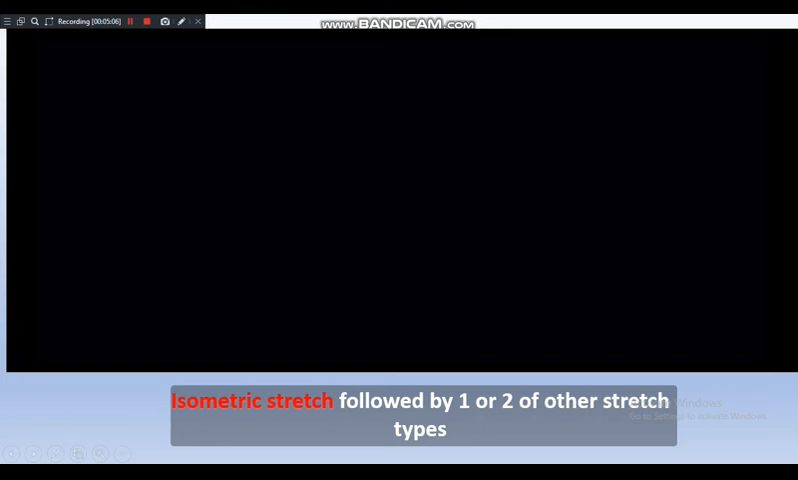 Recording [00:05:06]
www.BANDICAM.com
Isometric stretch followed by 1 or 2 of other stretch
types
Windows
Go to Settings to activate Windows.